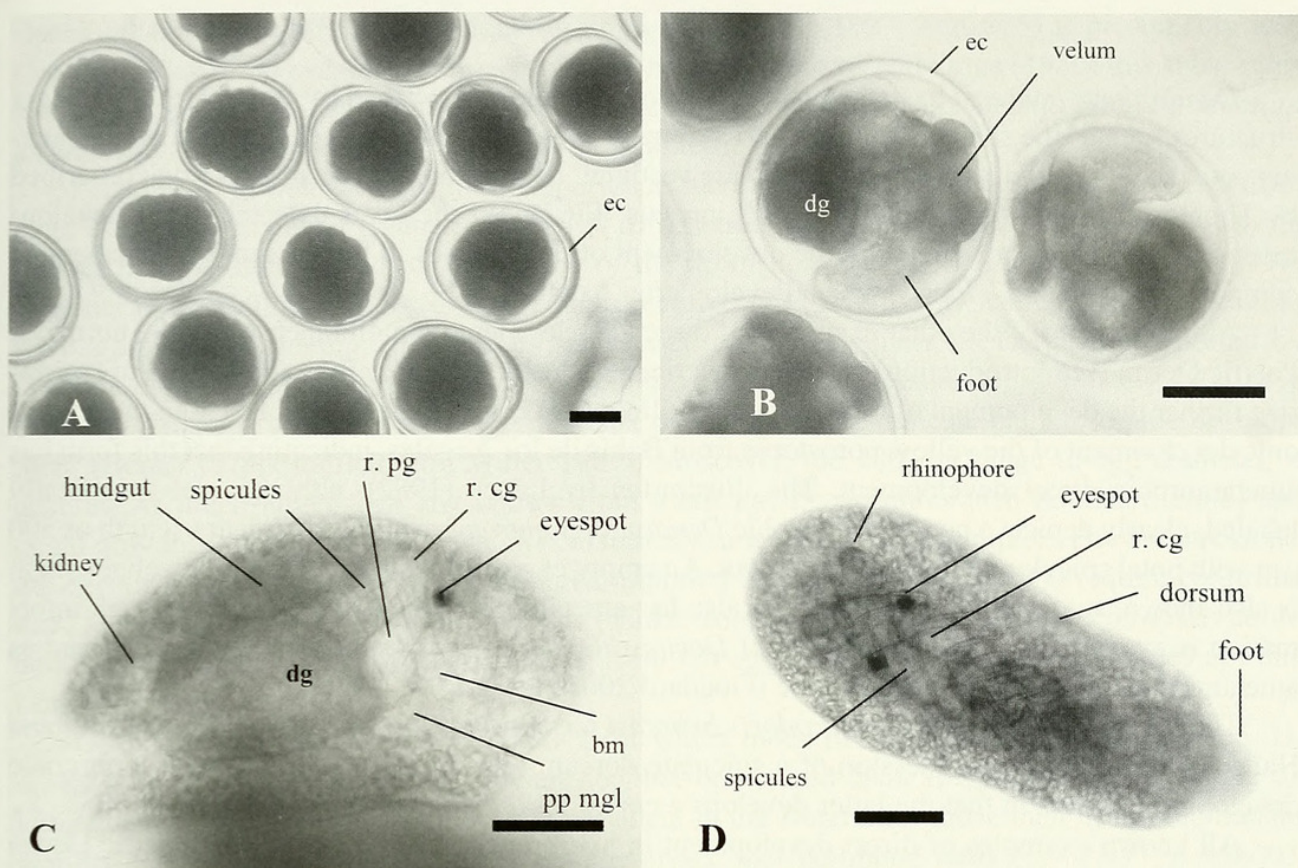 ec
A
ec
velum
dg
foot
B
r. pg
hindgut
spicules
r. cg
eyespot
kidney
dg
bm
pp mgl
C
rhinophore
eyespot
r. cg
dorsum
foot
spicules
D